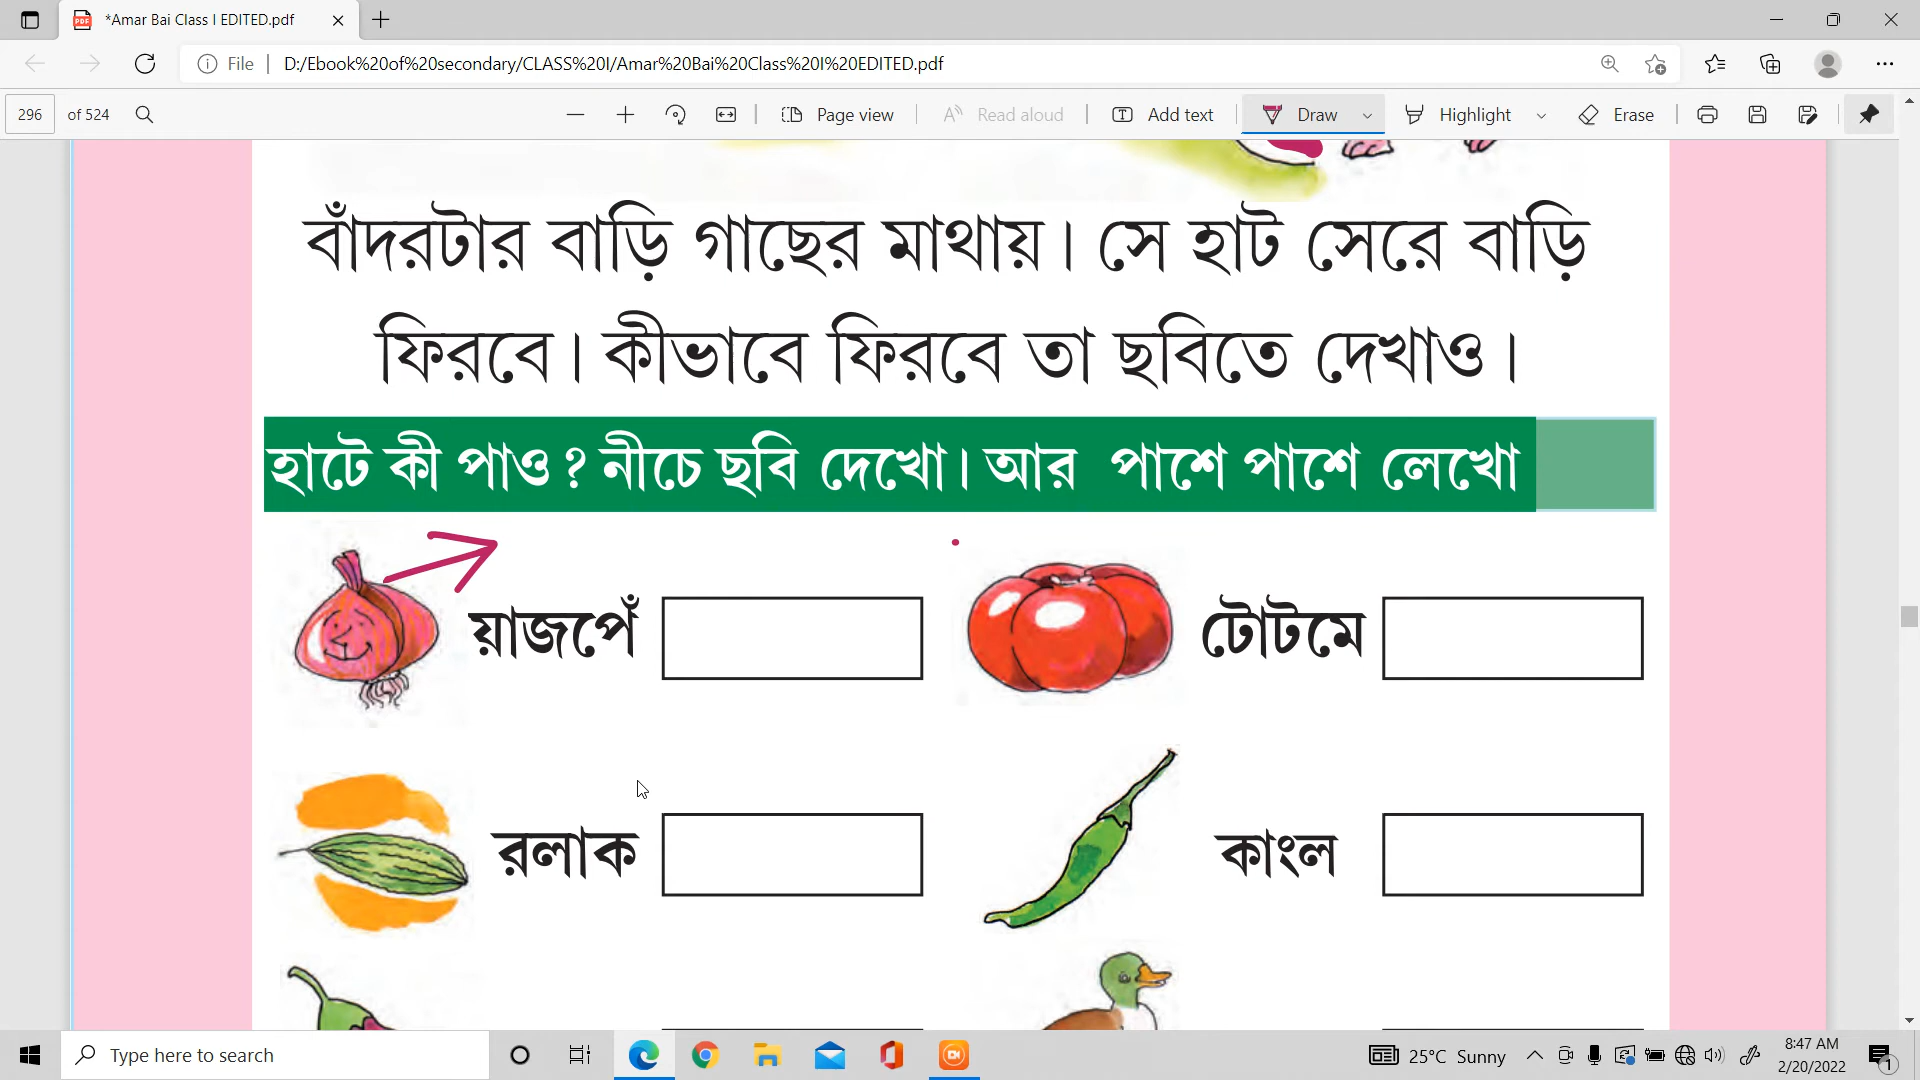 *Amar Bai Class I EDITED.pdf
File D:/Ebook%20of%20secondary/CLASS%20I/Amar%20Bai%20Class%20I%20EDITED.pdf
296 of 524 Page view Read aloud Add text Draw Highlight Erase
বাঁদরটার বাড়ি গাছের মাথায়। সে হাট সেরে বাড়ি
ফিরবে। কীভাবে ফিরবে তা ছবিতে দেখাও।
হাটে কী পাও? নীচে ছবি দেখো। আর পাশে পাশে লেখো
য়াজপেঁ টোটমে
রলাক কাংল
Type here to search 25°C Sunny 8:47 AM
2/20/2022 1